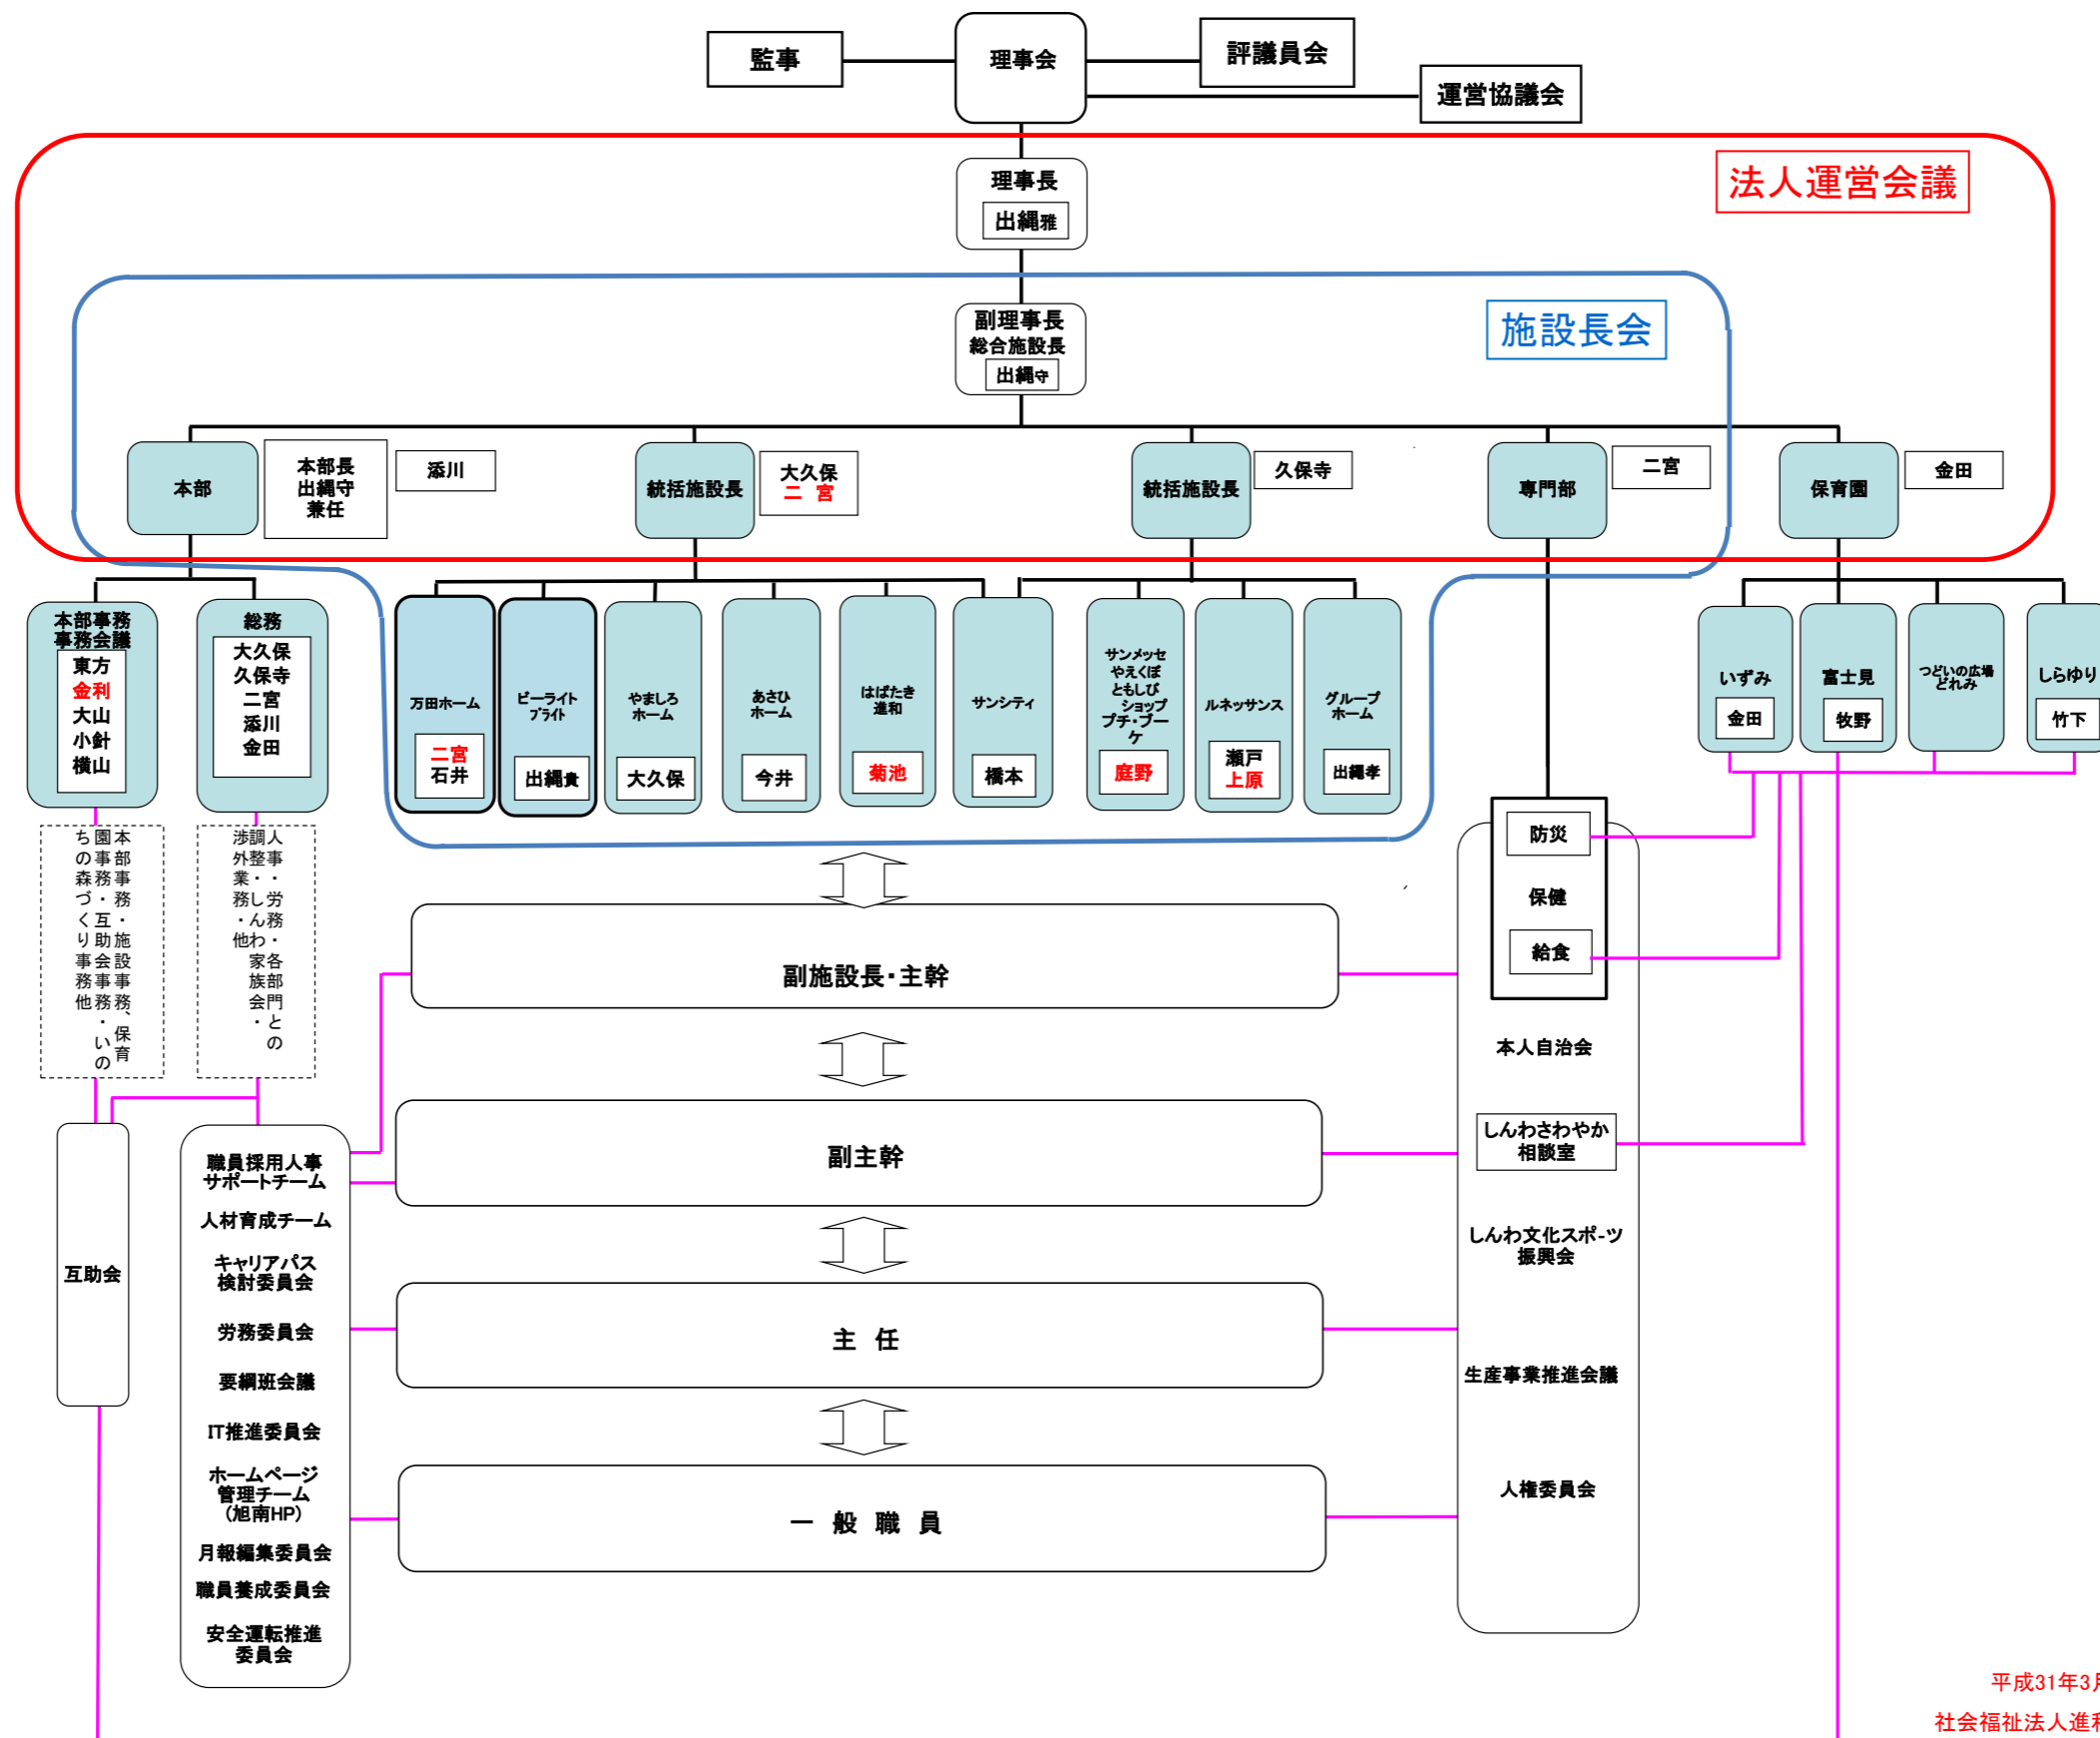 監事
理事会
評議員会
運営協議会
法人運営会議
理事長
出縄雅
施設長会
副理事長
総合施設長
出縄守
本部
本部長
出縄守
兼任
添川
統括施設長
大久保
二　宮
統括施設長
久保寺
専門部
二宮
保育園
金田
本部事務
事務会議
東方
金利
大山
小針
横山
総務
大久保
久保寺
二宮
添川
金田
万田ホーム
二宮
石井
ビーライト
ブライト
出縄貴
やましろ
ホーム
大久保
あさひ
ホーム
今井
はばたき
進和
菊池
サンシティ
橋本
サンメッセ
やえくぼ
ともしび
ショップ
プチ・ブー
ケ
庭野
ルネッサンス
瀬戸
上原
グループ
ホーム
出縄孝
いずみ
金田
富士見
牧野
つどいの広場
どれみ
しらゆり
竹下
本部事務・施設事務、保育
園事務・互助会事務・いの
ちの森づくり事務他
人事・労務・各部門との
調整・しんわ家族会・
渉外業務・他
防災
保健
給食
副施設長・主幹
本人自治会
副主幹
しんわさわやか
相談室
互助会
職員採用人事
サポートチーム
人材育成チーム
キャリアパス
検討委員会
労務委員会
要綱班会議
IT推進委員会
ホームページ
管理チーム
(旭南HP)
月報編集委員会
職員養成委員会
安全運転推進
委員会
しんわ文化スポーツ
振興会
主　任
生産事業推進会議
人権委員会
一　般　職　員
平成31年3月
社会福祉法人進和